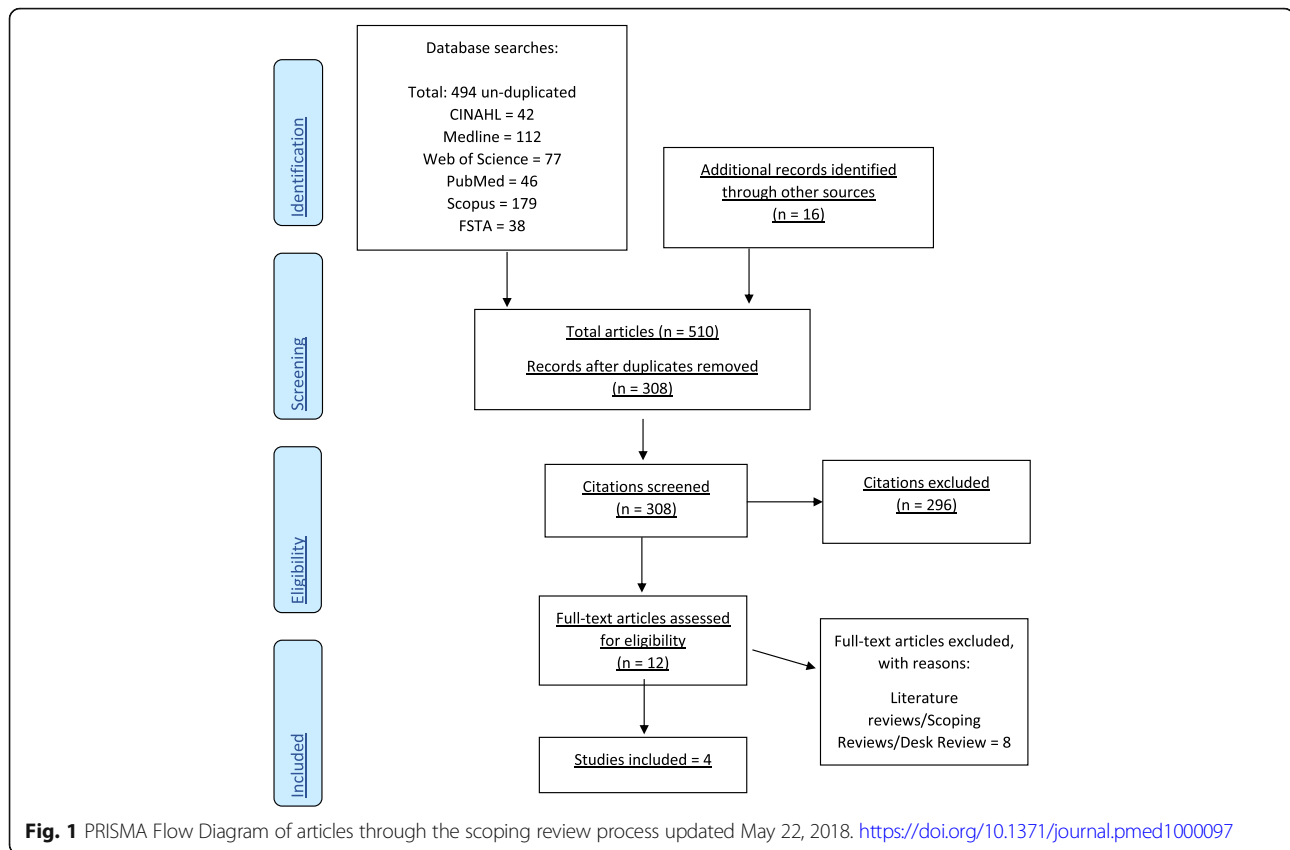 Identification
Database searches:
Total: 494 un-duplicated
CINAHL = 42
Medline = 112
Web of Science = 77
PubMed = 46
Scopus = 179
FSTA = 38
Additional records identified
through other sources
(n = 16)
Screening
Total articles (n = 510)
Records after duplicates removed
(n = 308)
Eligibility
Citations screened
(n = 308)
Citations excluded
(n = 296)
Full-text articles assessed
for eligibility
(n = 12)
Full-text articles excluded,
with reasons:
Literature
reviews/Scoping
Reviews/Desk Review = 8
Included
Studies included = 4
Fig. 1 PRISMA Flow Diagram of articles through the scoping review process updated May 22, 2018. https://doi.org/10.1371/journal.pmed1000097